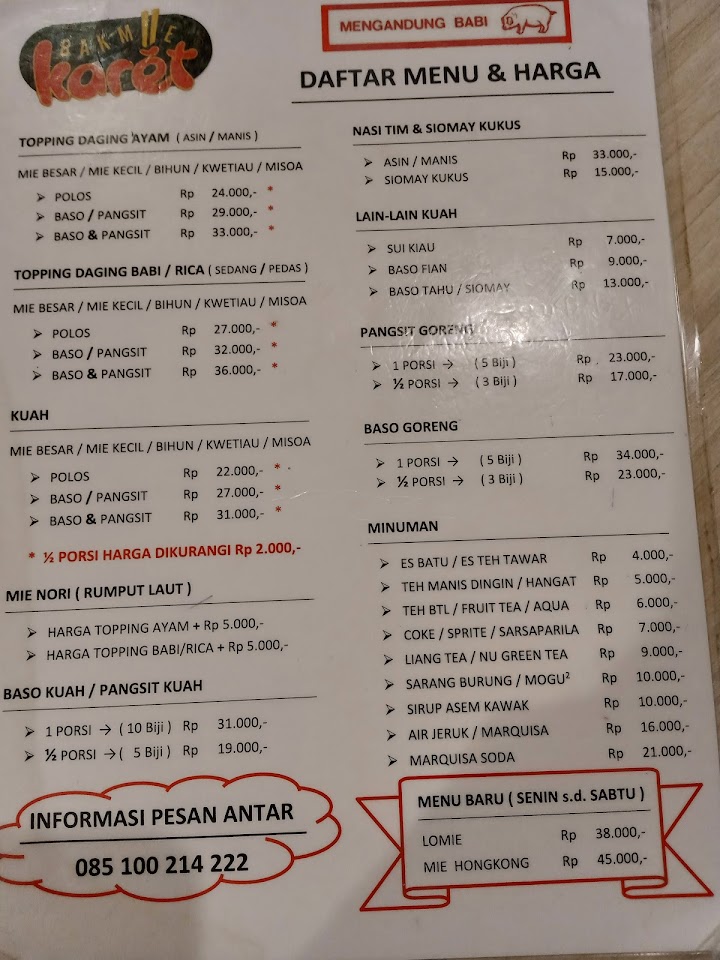 BAKMIE
karet
MENGANDUNG BABI
DAFTAR MENU & HARGA
TOPPING DAGING AYAM ( ASIN / MANIS )
MIE BESAR / MIE KECIL / BIHUN / KWETIAU / MISOA
➢ POLOS Rp 24.000,- *
➢ BASO / PANGSIT Rp 29.000,- *
➢ BASO & PANGSIT Rp 33.000,- *
TOPPING DAGING BABI / RICA ( SEDANG / PEDAS )
MIE BESAR / MIE KECIL / BIHUN / KWETIAU / MISOA
➢ POLOS Rp 27.000,- *
➢ BASO / PANGSIT Rp 32.000,- *
➢ BASO & PANGSIT Rp 36.000,- *
KUAH
MIE BESAR / MIE KECIL / BIHUN / KWETIAU / MISOA
➢ POLOS Rp 22.000,- *
➢ BASO / PANGSIT Rp 27.000,- *
➢ BASO & PANGSIT Rp 31.000,- *
* ½ PORSI HARGA DIKURANGI Rp 2.000,-
MIE NORI ( RUMPUT LAUT )
➢ HARGA TOPPING AYAM + Rp 5.000,-
➢ HARGA TOPPING BABI/RICA + Rp 5.000,-
BASO KUAH / PANGSIT KUAH
➢ 1 PORSI → ( 10 Biji ) Rp 31.000,-
➢ ½ PORSI → ( 5 Biji ) Rp 19.000,-
INFORMASI PESAN ANTAR
085 100 214 222
NASI TIM & SIOMAY KUKUS
➢ ASIN / MANIS Rp 33.000,-
➢ SIOMAY KUKUS Rp 15.000,-
LAIN-LAIN KUAH
➢ SUI KIAU Rp 7.000,-
➢ BASO FIAN Rp 9.000,-
➢ BASO TAHU / SIOMAY Rp 13.000,-
PANGSIT GORENG
➢ 1 PORSI → ( 5 Biji ) Rp 23.000,-
➢ ½ PORSI → ( 3 Biji ) Rp 17.000,-
BASO GORENG
➢ 1 PORSI → ( 5 Biji ) Rp 34.000,-
➢ ½ PORSI → ( 3 Biji ) Rp 23.000,-
MINUMAN
➢ ES BATU / ES TEH TAWAR Rp 4.000,-
➢ TEH MANIS DINGIN / HANGAT Rp 5.000,-
➢ TEH BTL / FRUIT TEA / AQUA Rp 6.000,-
➢ COKE / SPRITE / SARSAPARILA Rp 7.000,-
➢ LIANG TEA / NU GREEN TEA Rp 9.000,-
➢ SARANG BURUNG / MOGU² Rp 10.000,-
➢ SIRUP ASEM KAWAK Rp 10.000,-
➢ AIR JERUK / MARQUISA Rp 16.000,-
➢ MARQUISA SODA Rp 21.000,-
MENU BARU ( SENIN s.d. SABTU )
LOMIE Rp 38.000,-
MIE HONGKONG Rp 45.000,-